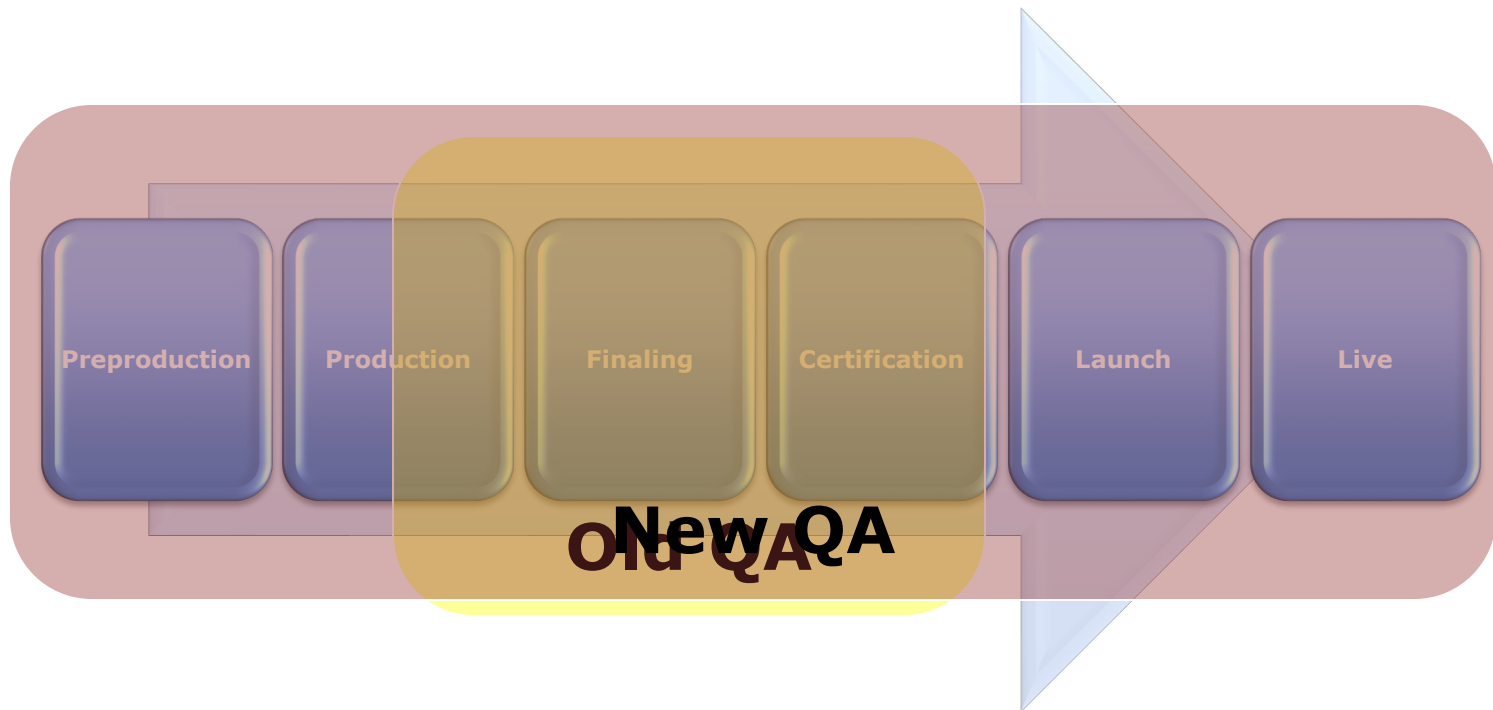 Preproduction
Production
Finaling
Certification
Launch
Live
New QA
Old QA